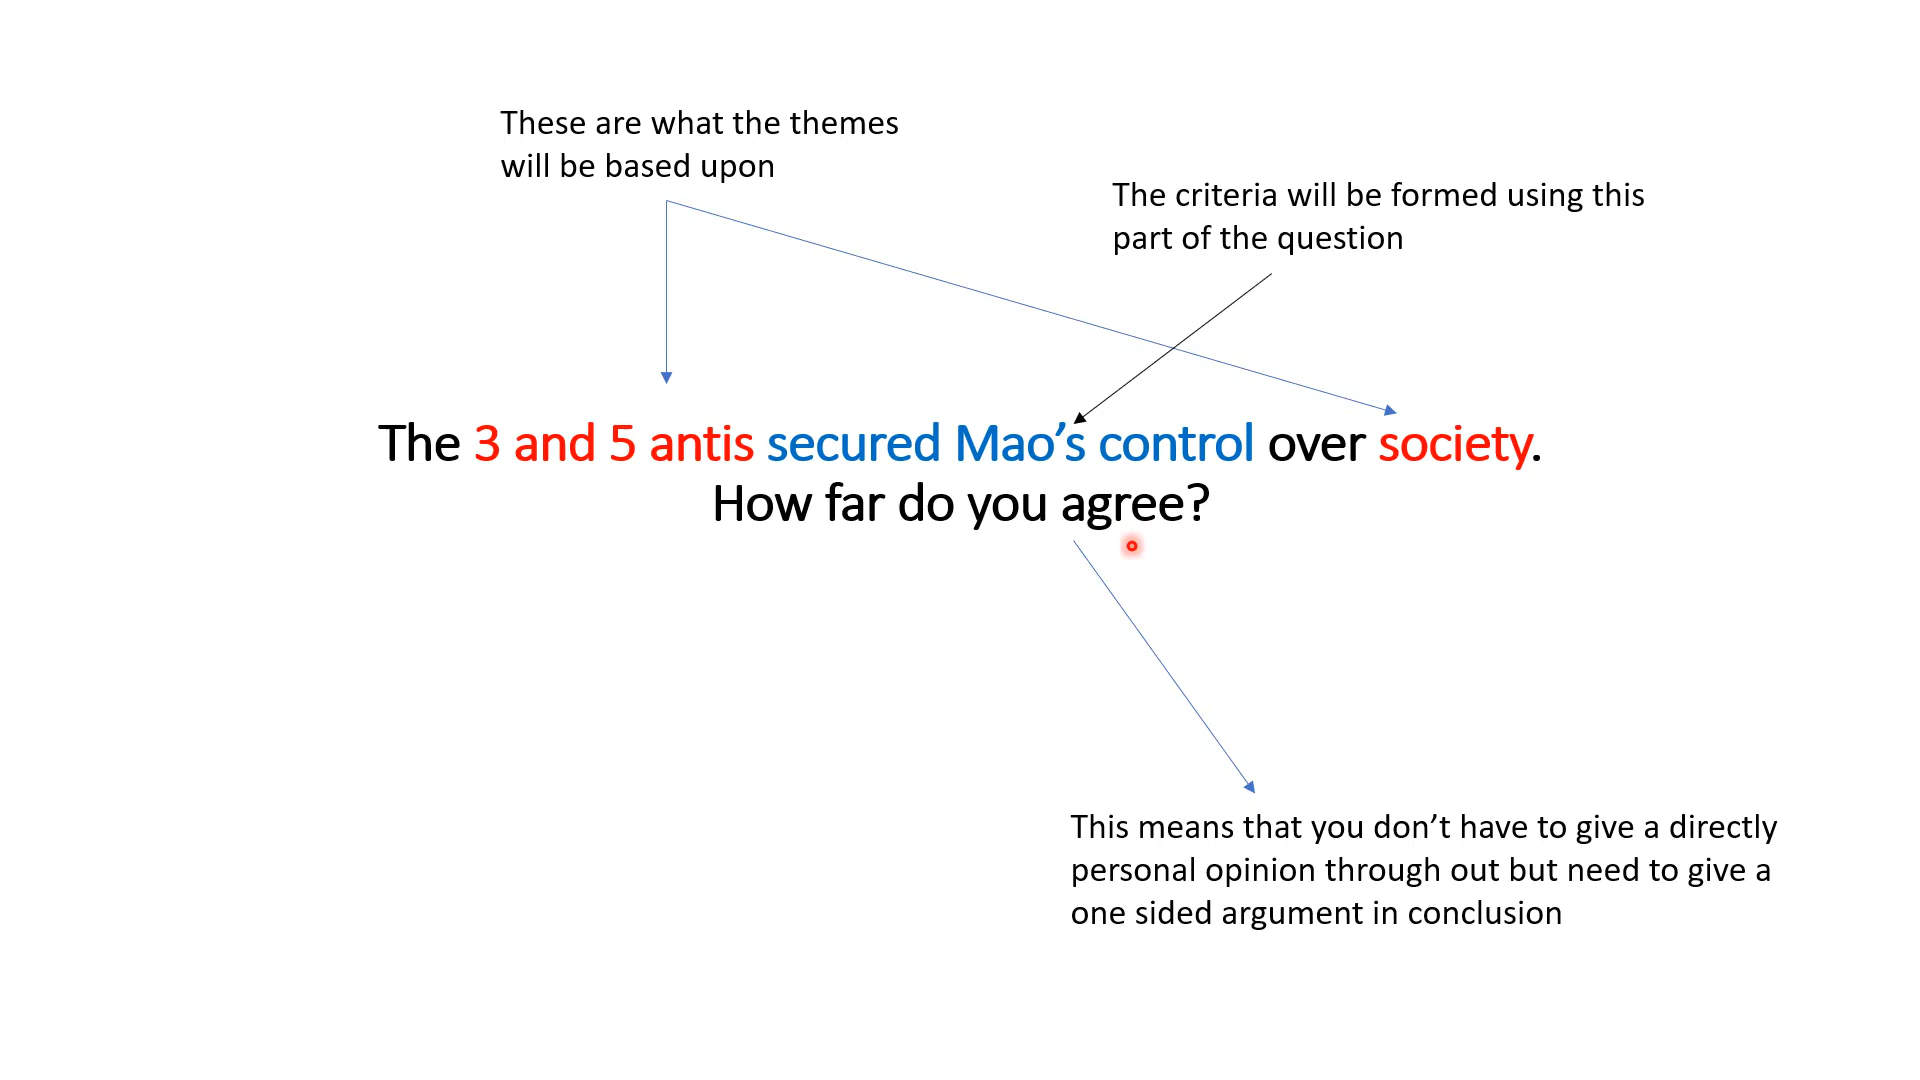 These are what the themes
will be based upon
The criteria will be formed using this
part of the question
The 3 and 5 antis secured Mao’s control over society.
How far do you agree?
This means that you don’t have to give a directly
personal opinion through out but need to give a
one sided argument in conclusion